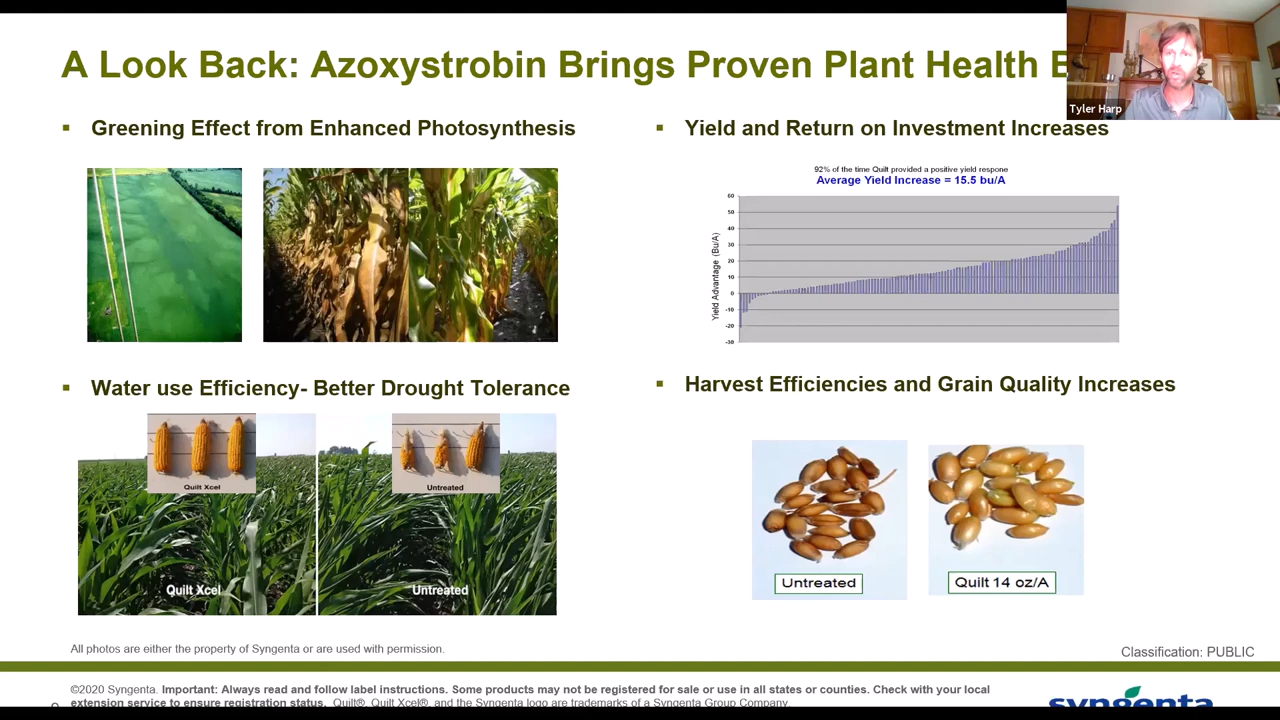 A Look Back: Azoxystrobin Brings Proven Plant Health
Tyler Harp
Greening Effect from Enhanced Photosynthesis
Yield and Return on Investment Increases
92% of the time Quilt provided a positive yield respone
Average Yield Increase = 15.5 bu/A
Yield Advantage (Bu/A)
60
50
40
30
20
10
0
-10
-20
-30
Water use Efficiency- Better Drought Tolerance
Quilt Xcel
Untreated
Quilt Xcel
Untreated
Harvest Efficiencies and Grain Quality Increases
Untreated
Quilt 14 oz/A
All photos are either the property of Syngenta or are used with permission.
Classification: PUBLIC
©2020 Syngenta. Important: Always read and follow label instructions. Some products may not be registered for sale or use in all states or counties. Check with your local
extension service to ensure registration status. Quilt®, Quilt Xcel®, and the Syngenta logo are trademarks of a Syngenta Group Company.
syngenta